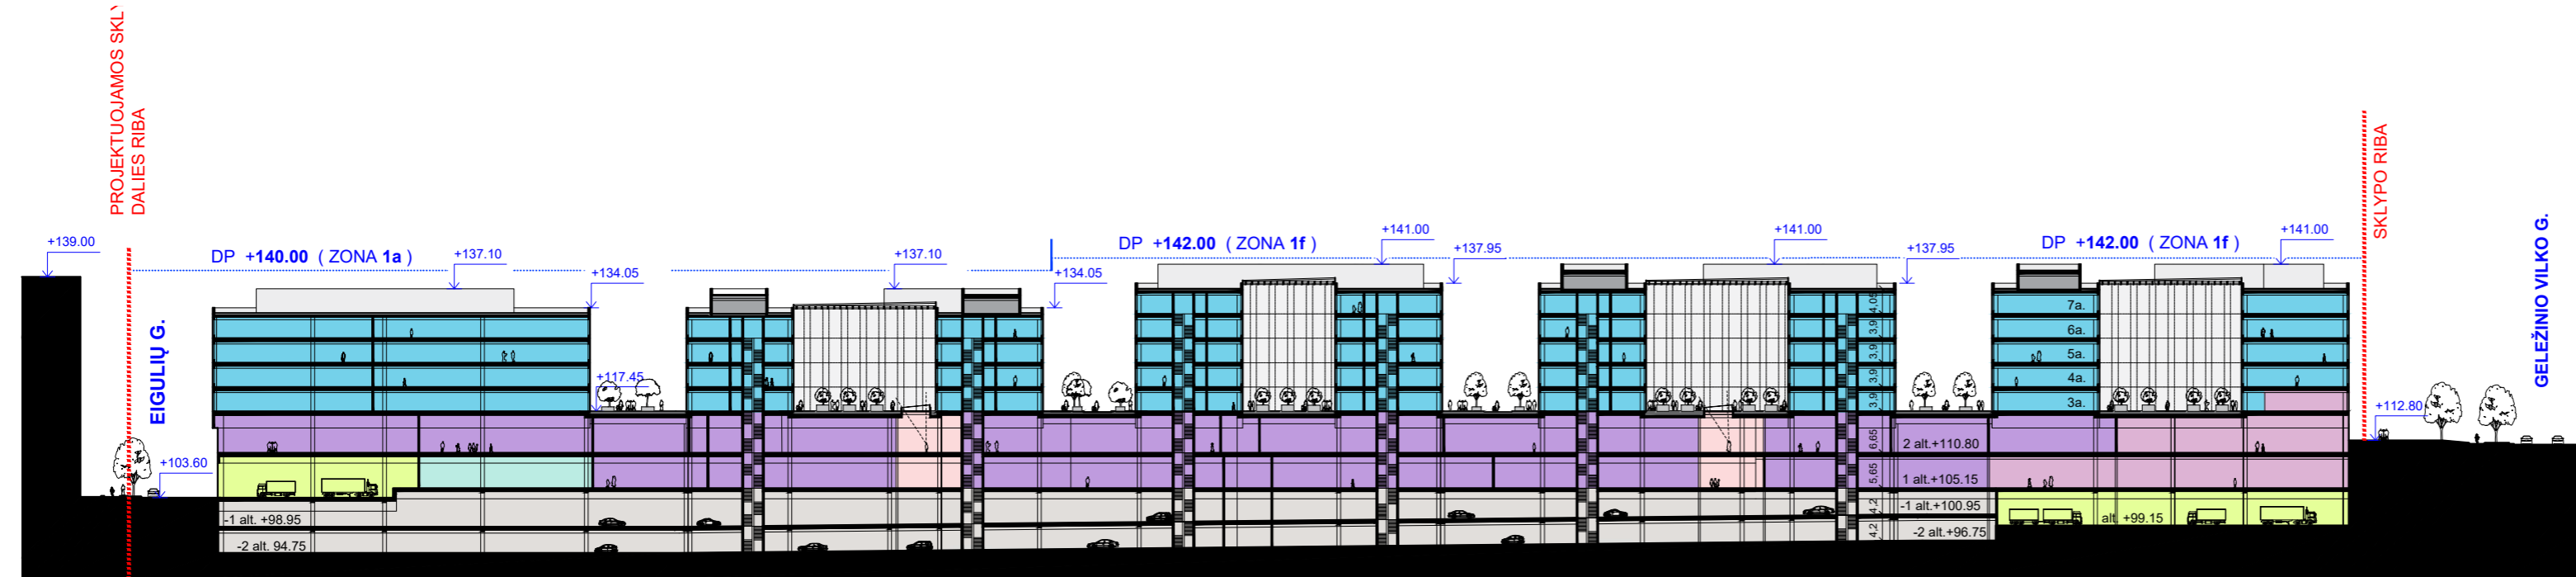 PROJEKTUOJAMOS SKLY
DALIES RIBA
SKLYPO RIBA
GELEŽINIO VILKO G.
EIGULIŲ G.
+139.00
DP +140.00 ( ZONA 1a )
+137.10
+134.05
+137.10
+134.05
DP +142.00 ( ZONA 1f )
+141.00
+137.95
+141.00
+137.95
DP +142.00 ( ZONA 1f )
+141.00
+117.45
+103.60
+112.80
4,05
3,9
3,9
3,9
3,9
6,65
5,65
4,2
4,2
7a.
6a.
5a.
4a.
3a.
2 alt.+110.80
1 alt.+105.15
-1 alt.+100.95
-2 alt.+96.75
alt. +99.15
-1 alt. +98.95
-2 alt. 94.75